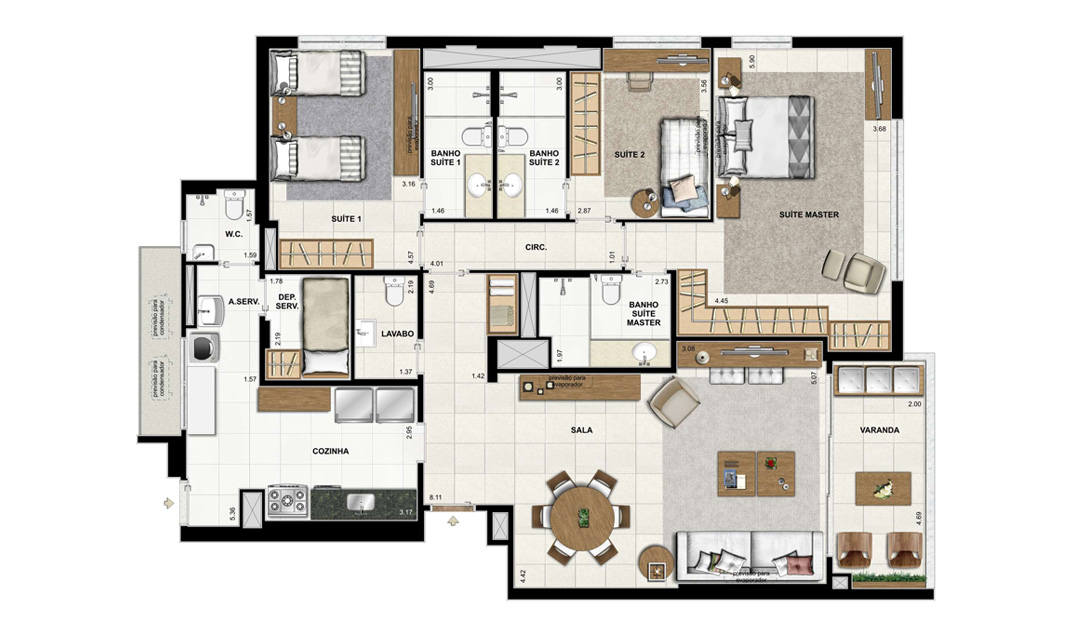 previsão para
evaporador
3.00
3.00
3.56
previsão para
evaporador
previsão para
evaporador
5.90
3.68
BANHO
SUÍTE 1
BANHO
SUÍTE 2
SUÍTE 2
3.16
1.46
1.46
2.87
SUÍTE 1
SUÍTE MASTER
1.57
W.C.
1.59
4.57
4.01
CIRC.
1.01
1.78
A.SERV.
DEP.
SERV.
2.19
4.69
2.73
BANHO
SUÍTE
MASTER
4.45
previsão para
condensador
2.19
LAVABO
1.37
1.97
3.08
5.07
previsão para
condensador
1.57
1.42
previsão para
evaporador
2.00
2.95
SALA
VARANDA
COZINHA
5.36
3.17
8.11
4.69
4.42
previsão para
evaporador